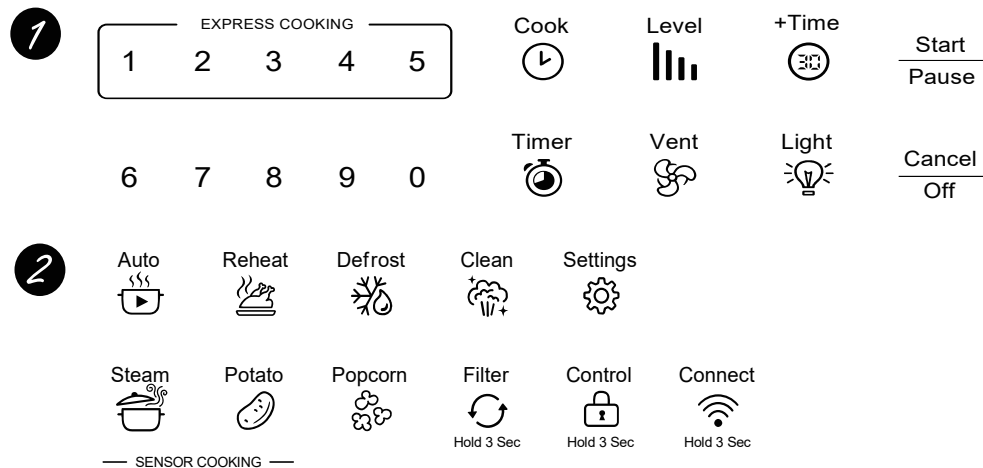 1
EXPRESS COOKING
1 2 3 4 5
Cook
Level
+Time
30
Start
Pause
6 7 8 9 0
Timer
Vent
Light
Cancel
Off
2
Auto
Reheat
Defrost
Clean
Settings
Steam
Potato
Popcorn
Filter
Hold 3 Sec
Control
Hold 3 Sec
Connect
Hold 3 Sec
SENSOR COOKING